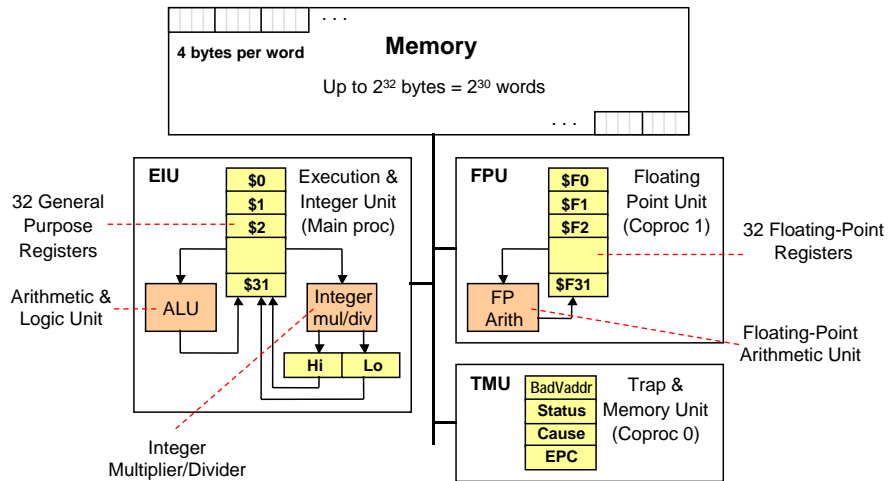 . . .
4 bytes per word
Memory
Up to 2³² bytes = 2³⁰ words
. . .
EIU
$0
$1
$2
$31
Execution &
Integer Unit
(Main proc)
32 General
Purpose
Registers
Arithmetic &
Logic Unit
ALU
Integer
mul/div
Hi
Lo
Integer
Multiplier/Divider
FPU
$F0
$F1
$F2
$F31
Floating
Point Unit
(Coproc 1)
32 Floating-Point
Registers
FP
Arith
Floating-Point
Arithmetic Unit
TMU
BadVaddr
Status
Cause
EPC
Trap &
Memory Unit
(Coproc 0)